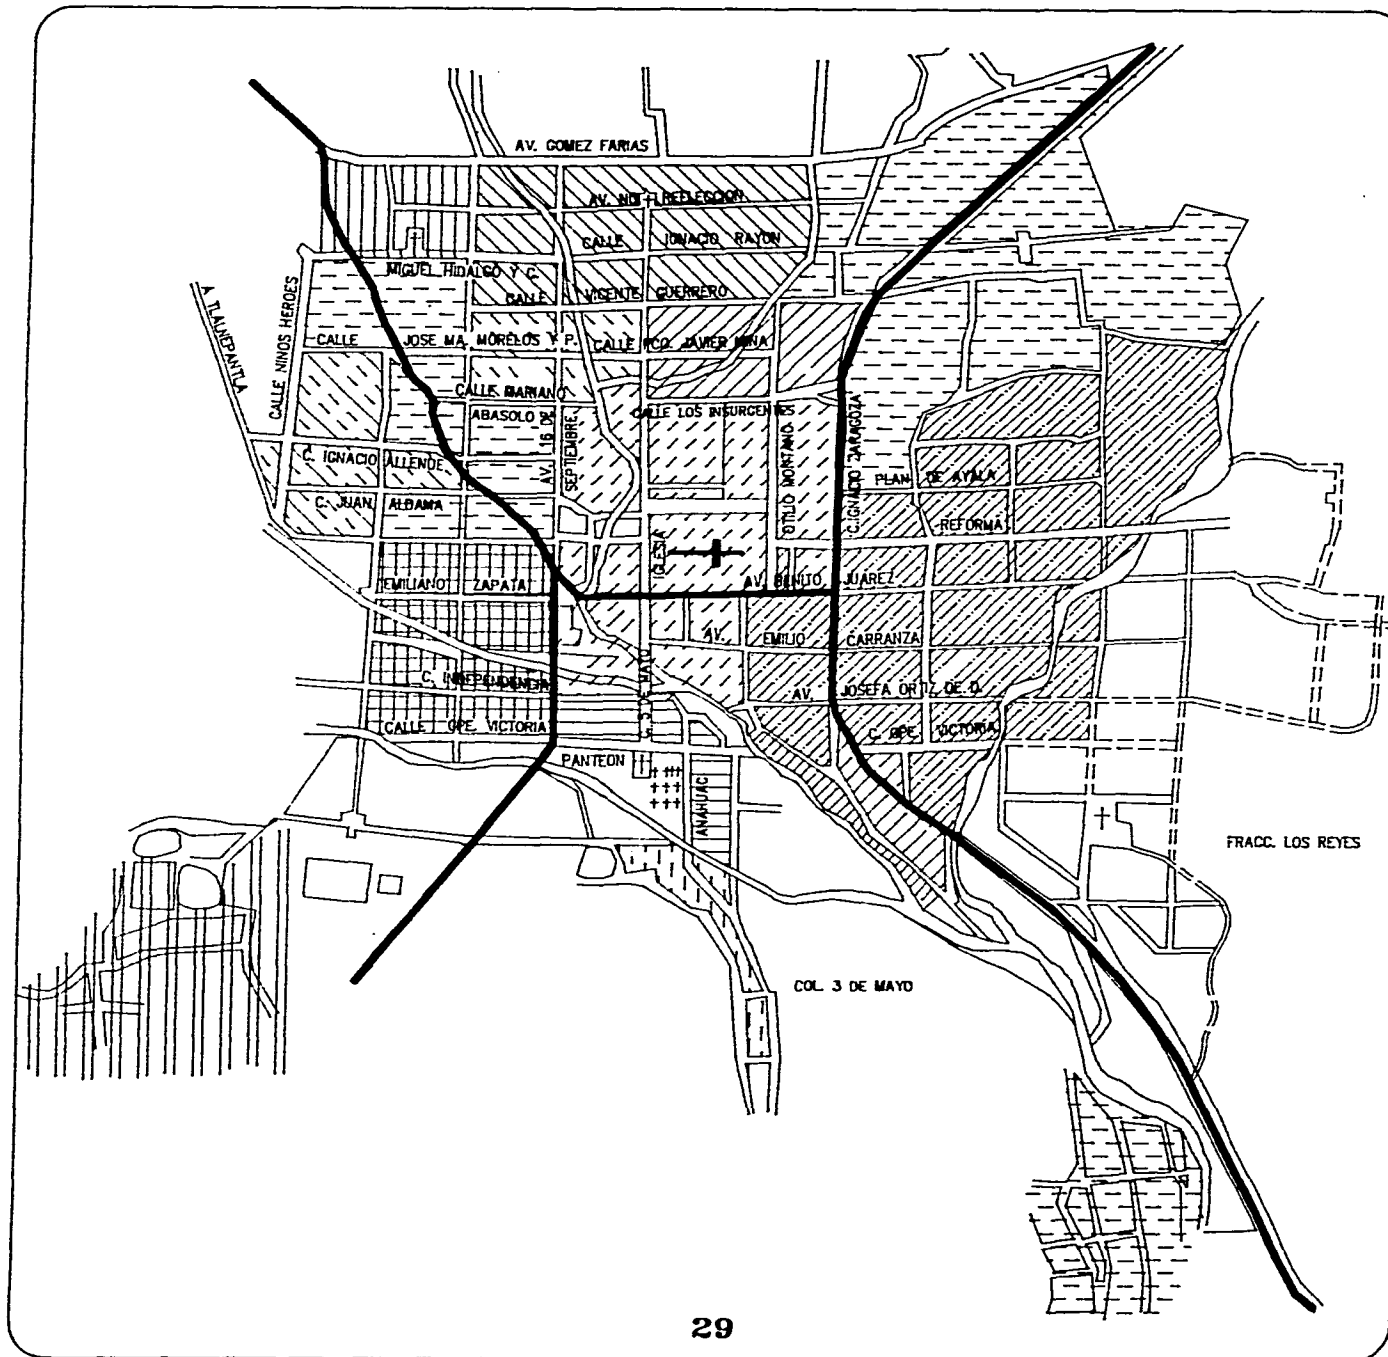 AV. GOMEZ FARIAS
AV. NO REELECCION
CALLE IGNACIO RAYON
MIGUEL HIDALGO Y C.
CALLE VICENTE GUERRERO
A TLALNEPANTLA
CALLE NINOS HEROES
CALLE JOSE MA. MORELOS Y P.
CALLE FCO. JAVIER MINA
CALLE MARIANO
ABASOLO
CALLE LOS INSURGENTES
AV. 16 DE
SEPTIEMBRE
OTILIO MONTANO
C.IGNACIO ZARAGOZA
C. IGNACIO ALLENDE
PLAN DE AYALA
C. JUAN ALDAMA
REFORMA
IGLESIA
EMILIANO ZAPATA
AV. BENITO JUAREZ
AV. EMILIO CARRANZA
C. 3 DE MAYO
C. INDEPENDENCIA
AV. JOSEFA ORTIZ DE D.
CALLE GPE. VICTORIA
C. GPE. VICTORIA
PANTEON
ANAHUAC
FRACC. LOS REYES
COL. 3 DE MAYO
29